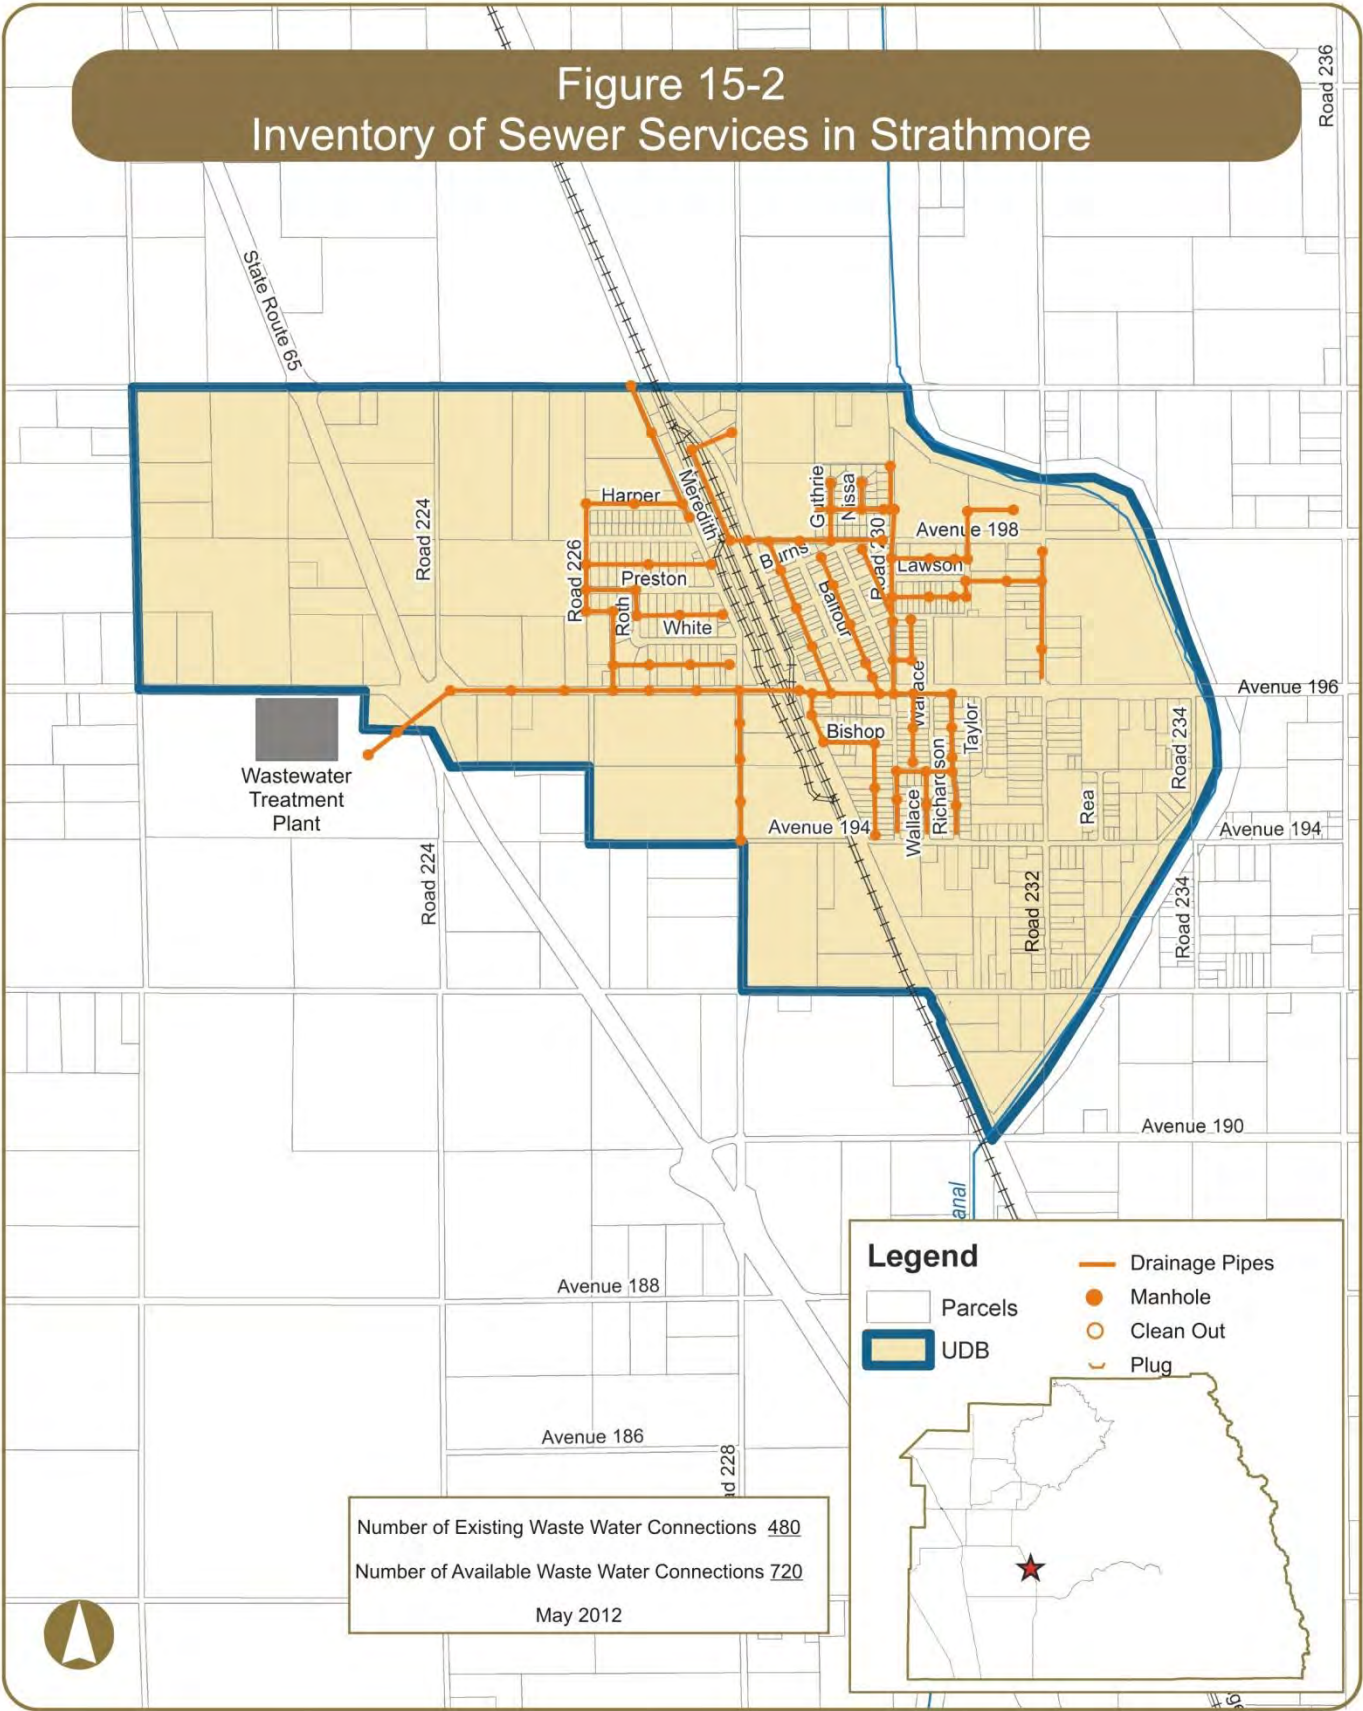 Figure 15-2
Inventory of Sewer Services in Strathmore
Road 236
State Route 65
Road 224
Harper
Meredith
Guthrie
Nissa
Road 230
Avenue 198
Burns
Lawson
Road 226
Preston
Roth
White
Balfour
Wallace
Avenue 196
Bishop
Taylor
Richardson
Wallace
Road 234
Rea
Wastewater
Treatment
Plant
Avenue 194
Avenue 194
Road 224
Road 232
Road 234
Avenue 190
anal
Avenue 188
Avenue 186
ad 228
Legend
Parcels
UDB
Drainage Pipes
Manhole
Clean Out
Plug
Number of Existing Waste Water Connections 480
Number of Available Waste Water Connections 720
May 2012